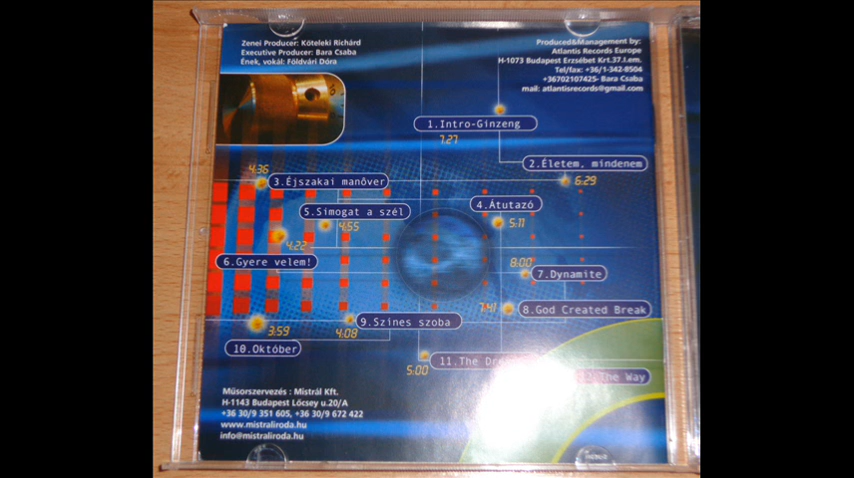 Zenei Producer: Köteleki Richárd
Executive Producer: Bara Csaba
Ének, vokál: Földvári Dóra
Produced&Management by:
Atlantis Records Europe
H-1073 Budapest Erzsébet Krt.37.I.em.
Tel/fax: +36/1-342-8504
+36702107425- Bara Csaba
mail: atlantisrecords@gmail.com
1.Intro-Ginzeng
7:27
2.Életem, mindenem
6:29
4:36
3.Éjszakai manőver
4.Átutazó
5:11
5.Simogat a szél
4:55
4:22
6.Gyere velem!
8:00
7.Dynamite
7:41
8.God Created Break
9.Színes szoba
4:08
3:59
10.Október
11.The
5:00
12.The Way
Műsorszervezés : Mistrál Kft.
H-1143 Budapest Lőcsey u.20/A
+36 30/9 351 605, +36 30/9 672 422
www.mistraliroda.hu
info@mistraliroda.hu